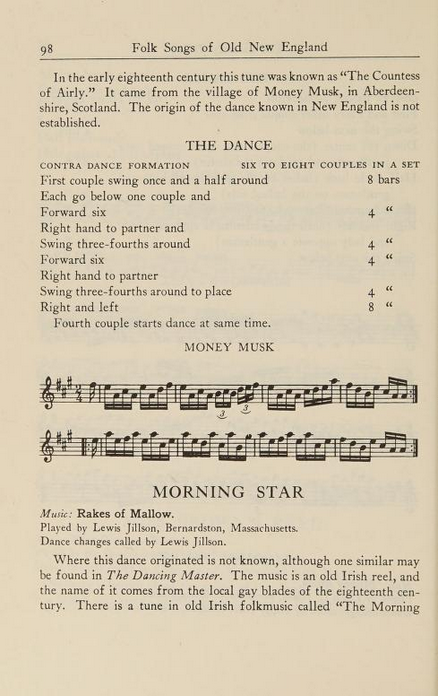 98 Folk Songs of Old New England
In the early eighteenth century this tune was known as “The Countess
of Airly.” It came from the village of Money Musk, in Aberdeen-
shire, Scotland. The origin of the dance known in New England is not
established.
THE DANCE
CONTRA DANCE FORMATION SIX TO EIGHT COUPLES IN A SET
First couple swing once and a half around 8 bars
Each go below one couple and
Forward six 4 “
Right hand to partner and
Swing three-fourths around 4 “
Forward six 4 “
Right hand to partner
Swing three-fourths around to place 4 “
Right and left 8 “
Fourth couple starts dance at same time.
MONEY MUSK
2
4
3 3
MORNING STAR
Music: Rakes of Mallow.
Played by Lewis Jillson, Bernardston, Massachusetts.
Dance changes called by Lewis Jillson.
Where this dance originated is not known, although one similar may
be found in The Dancing Master. The music is an old Irish reel, and
the name of it comes from the local gay blades of the eighteenth cen-
tury. There is a tune in old Irish folkmusic called “The Morning